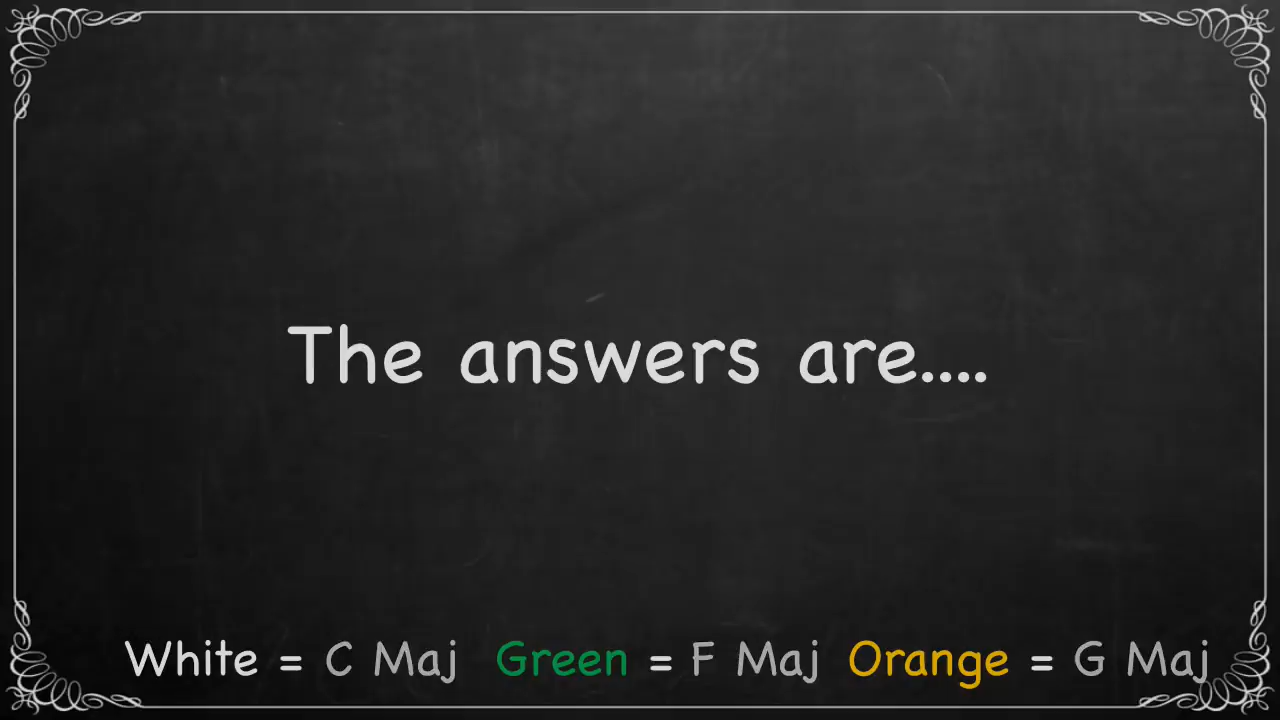 The answers are....
White = C Maj Green = F Maj Orange = G Maj